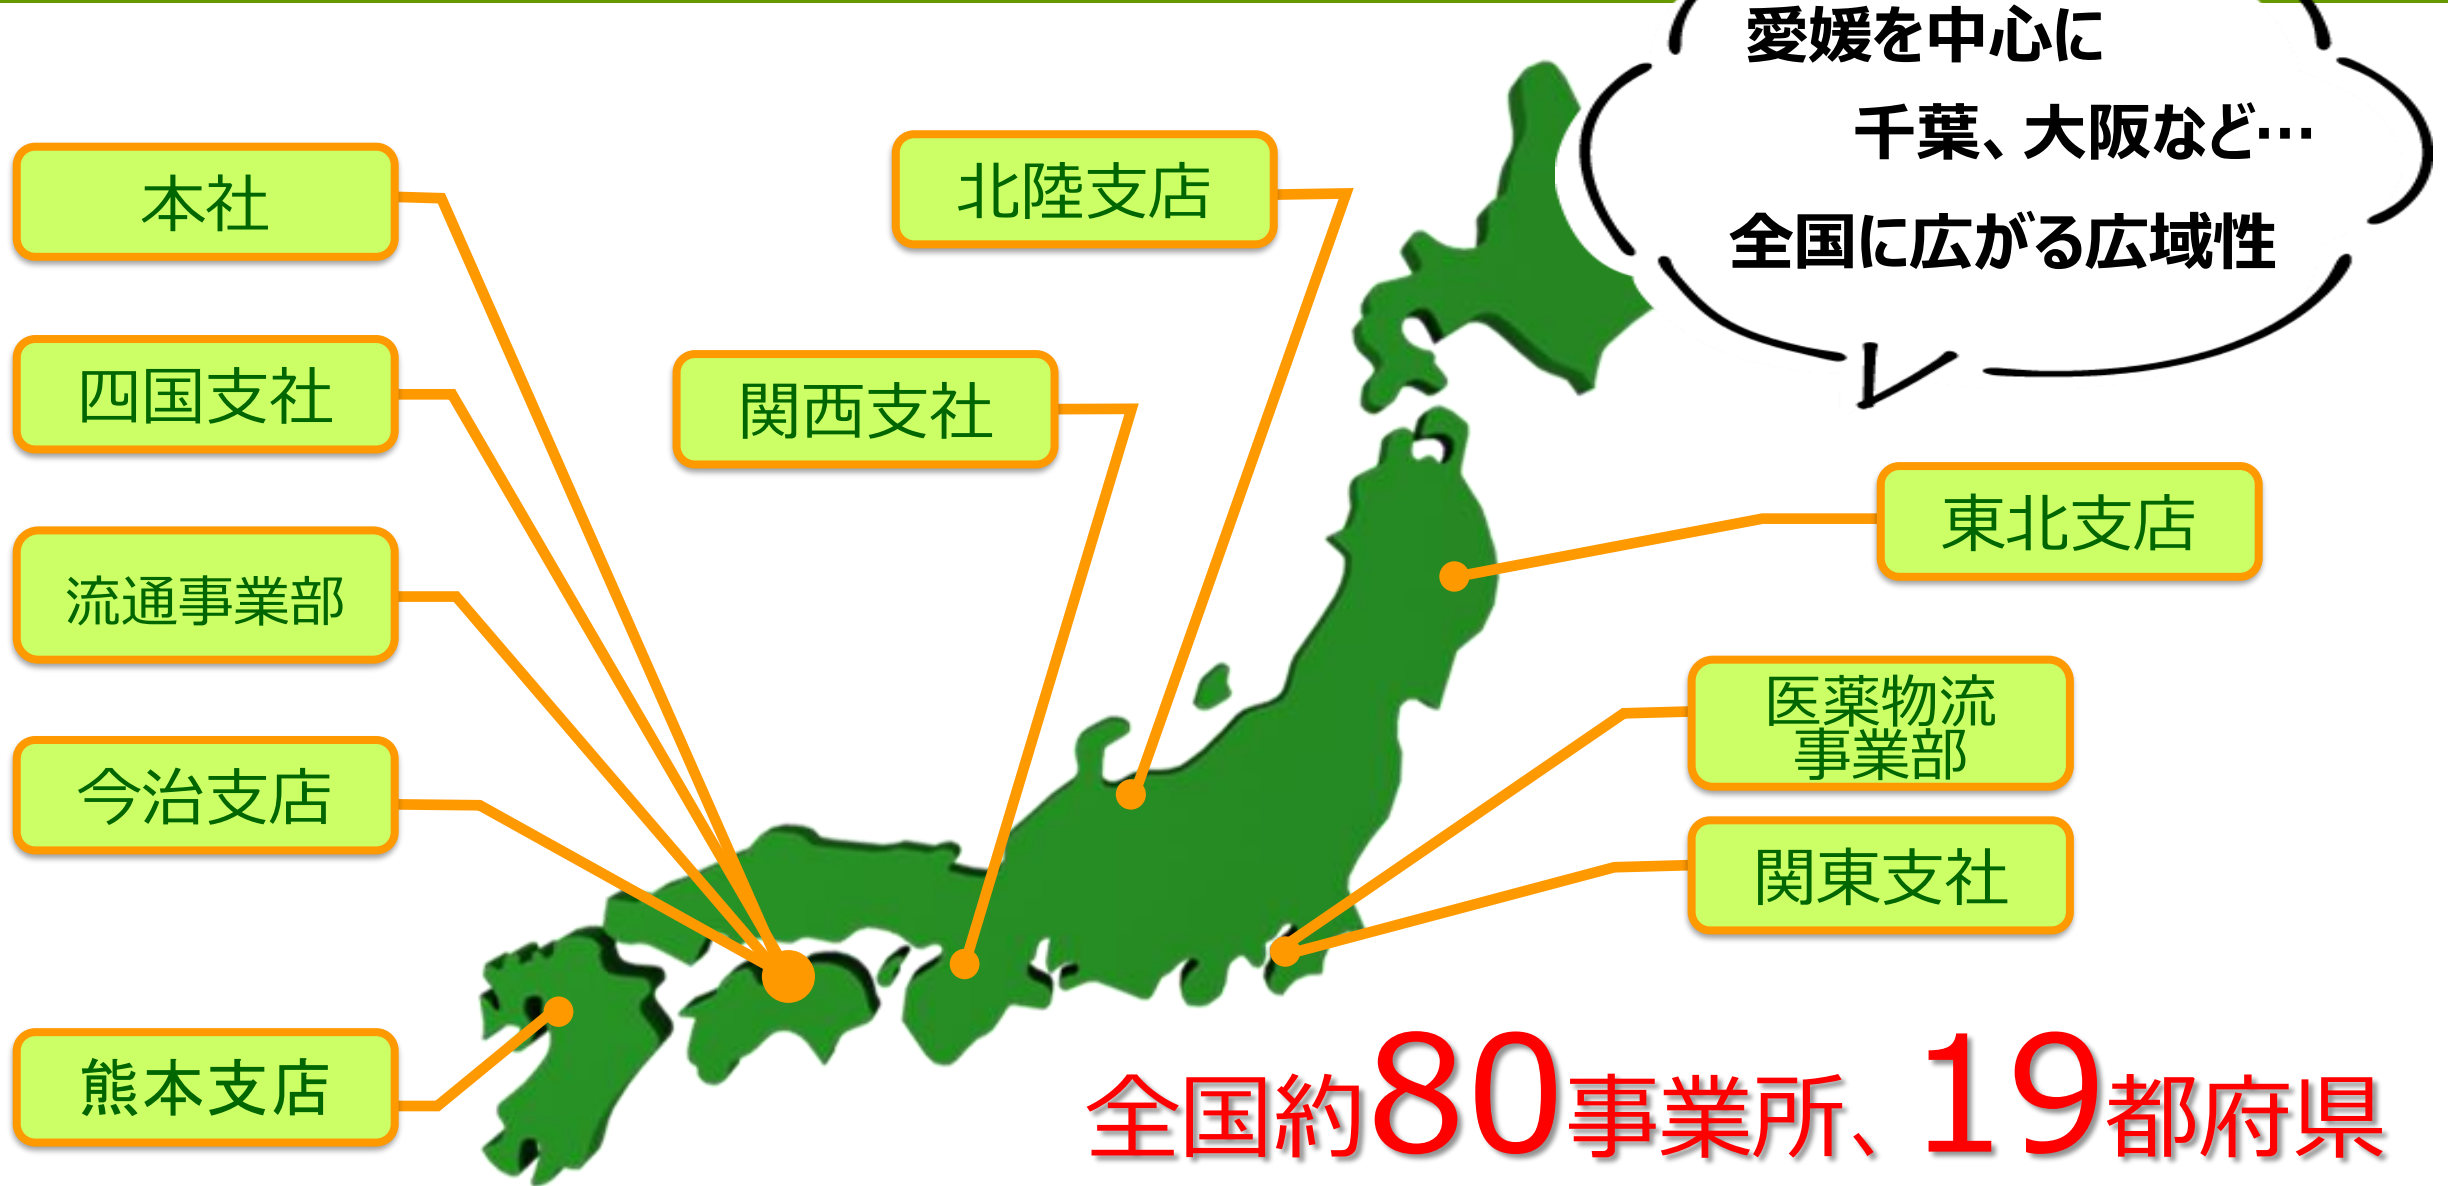 愛媛を中心に
千葉、大阪など…
全国に広がる広域性
本社
四国支社
流通事業部
今治支店
熊本支店
北陸支店
関西支社
東北支店
医薬物流
事業部
関東支社
全国約80事業所、19都府県